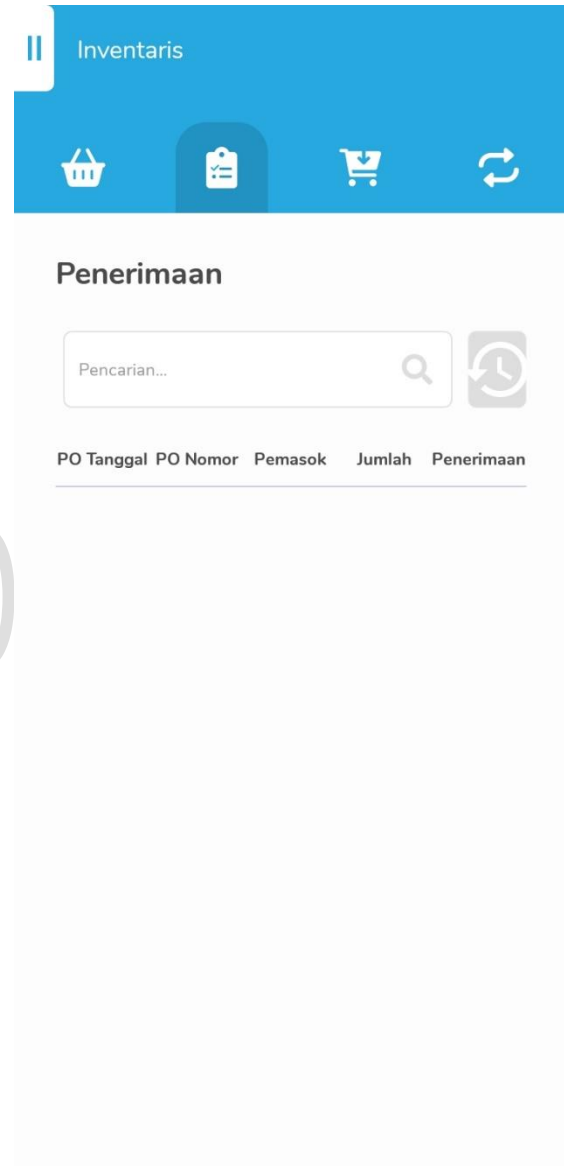 Inventaris
Penerimaan
Pencarian...
PO Tanggal PO Nomor Pemasok Jumlah Penerimaan